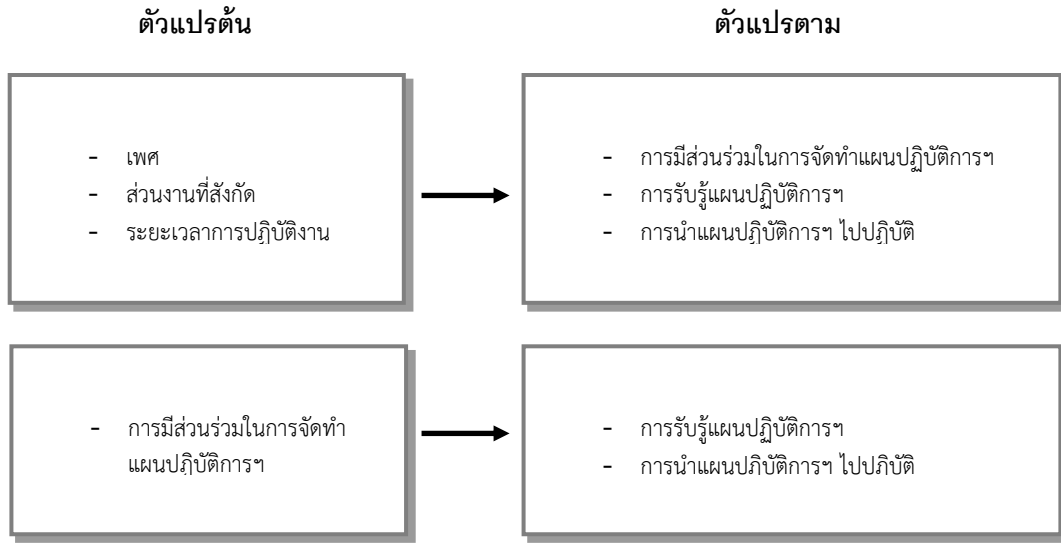 ตัวแปรต้น
ตัวแปรตาม
- เพศ
- ส่วนงานที่สังกัด
- ระยะเวลาการปฏิบัติงาน
- การมีส่วนร่วมในการจัดทำแผนปฏิบัติการฯ
- การรับรู้แผนปฏิบัติการฯ
- การนำแผนปฏิบัติการฯ ไปปฏิบัติ
- การมีส่วนร่วมในการจัดทำ
แผนปฏิบัติการฯ
- การรับรู้แผนปฏิบัติการฯ
- การนำแผนปฏิบัติการฯ ไปปฏิบัติ